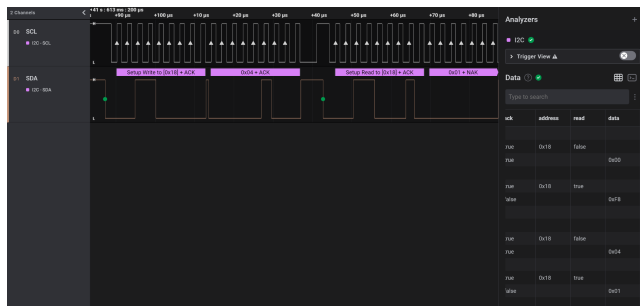 2 Channels
+41 s : 613 ms : 200 µs
+90 µs +10 µs +20 µs +30 µs +40 µs +50 µs +60 µs +70 µs +80 µs
D0 SCL
I2C - SCL
H
L
D1 SDA
I2C - SDA
Setup Write to [0x18] + ACK 0x04 + ACK Setup Read to [0x18] + ACK 0x01 + NAK
H
L
Analyzers
I2C
Trigger View
Data
Type to search
ack address read data
true 0x18 false
true 0x00
true 0x18 true
false 0xF8
true 0x18 false
true 0x04
true 0x18 true
false 0x01